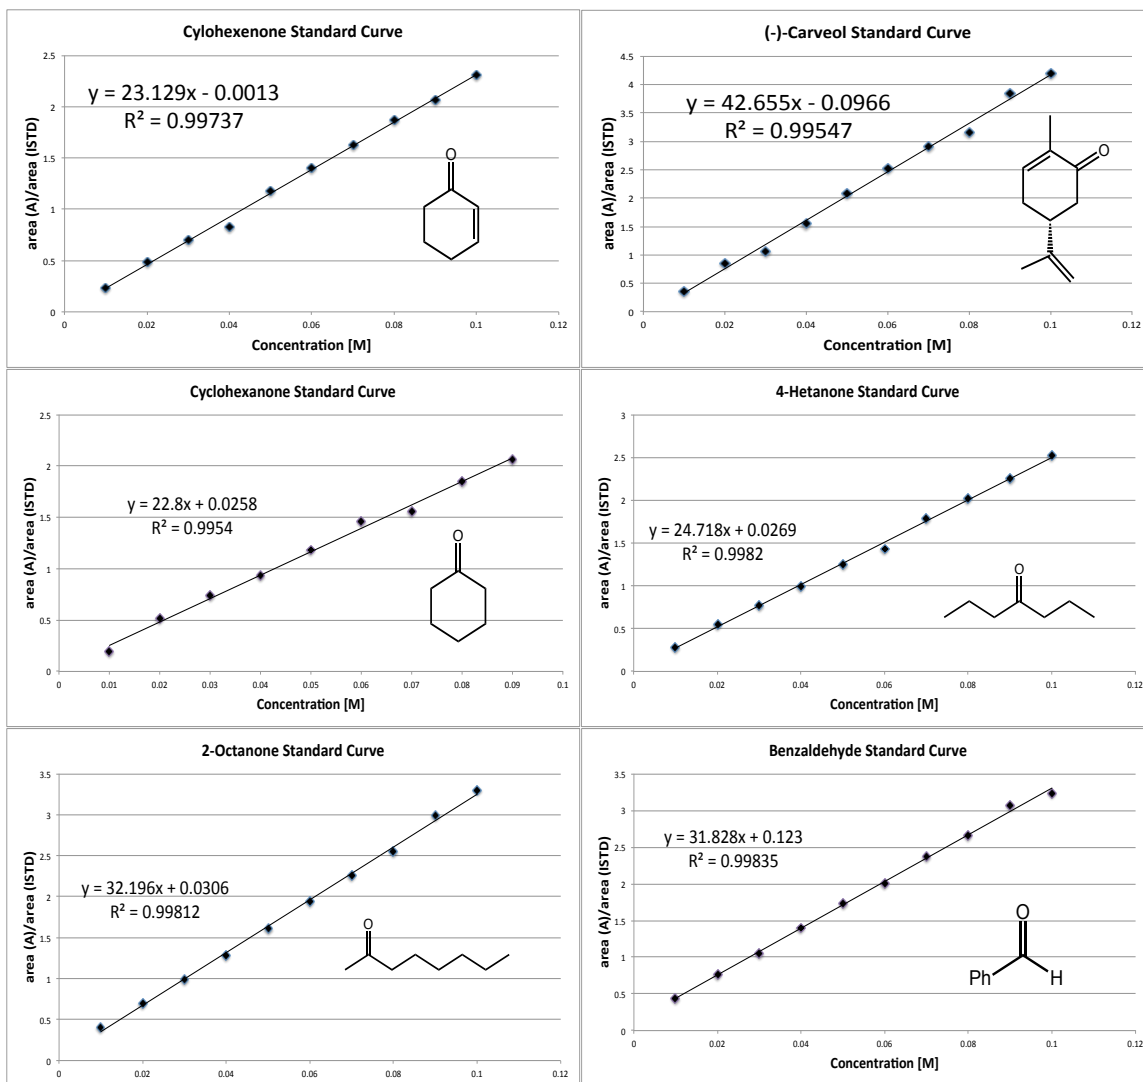 Cylohexenone Standard Curve
area (A)/area (ISTD)
2.5
2
1.5
1
0.5
0
y = 23.129x - 0.0013
R² = 0.99737
O
0
0.02
0.04
0.06
0.08
0.1
0.12
Concentration [M]
(-)-Carveol Standard Curve
area (A)/area (ISTD)
4.5
4
3.5
3
2.5
2
1.5
1
0.5
0
y = 42.655x - 0.0966
R² = 0.99547
O
0
0.02
0.04
0.06
0.08
0.1
0.12
Concentration [M]
Cyclohexanone Standard Curve
area (A)/area (ISTD)
2.5
2
1.5
1
0.5
0
y = 22.8x + 0.0258
R² = 0.9954
O
0
0.01
0.02
0.03
0.04
0.05
0.06
0.07
0.08
0.09
0.1
Concentration [M]
4-Hetanone Standard Curve
area (A)/area (ISTD)
3
2.5
2
1.5
1
0.5
0
y = 24.718x + 0.0269
R² = 0.9982
O
0
0.02
0.04
0.06
0.08
0.1
0.12
Concentration [M]
2-Octanone Standard Curve
area (A)/area (ISTD)
3.5
3
2.5
2
1.5
1
0.5
0
y = 32.196x + 0.0306
R² = 0.99812
O
0
0.02
0.04
0.06
0.08
0.1
0.12
Benzaldehyde Standard Curve
area (A)/area (ISTD)
3.5
3
2.5
2
1.5
1
0.5
0
y = 31.828x + 0.123
R² = 0.99835
O
Ph
H
0
0.02
0.04
0.06
0.08
0.1
0.12
Concentration [M]